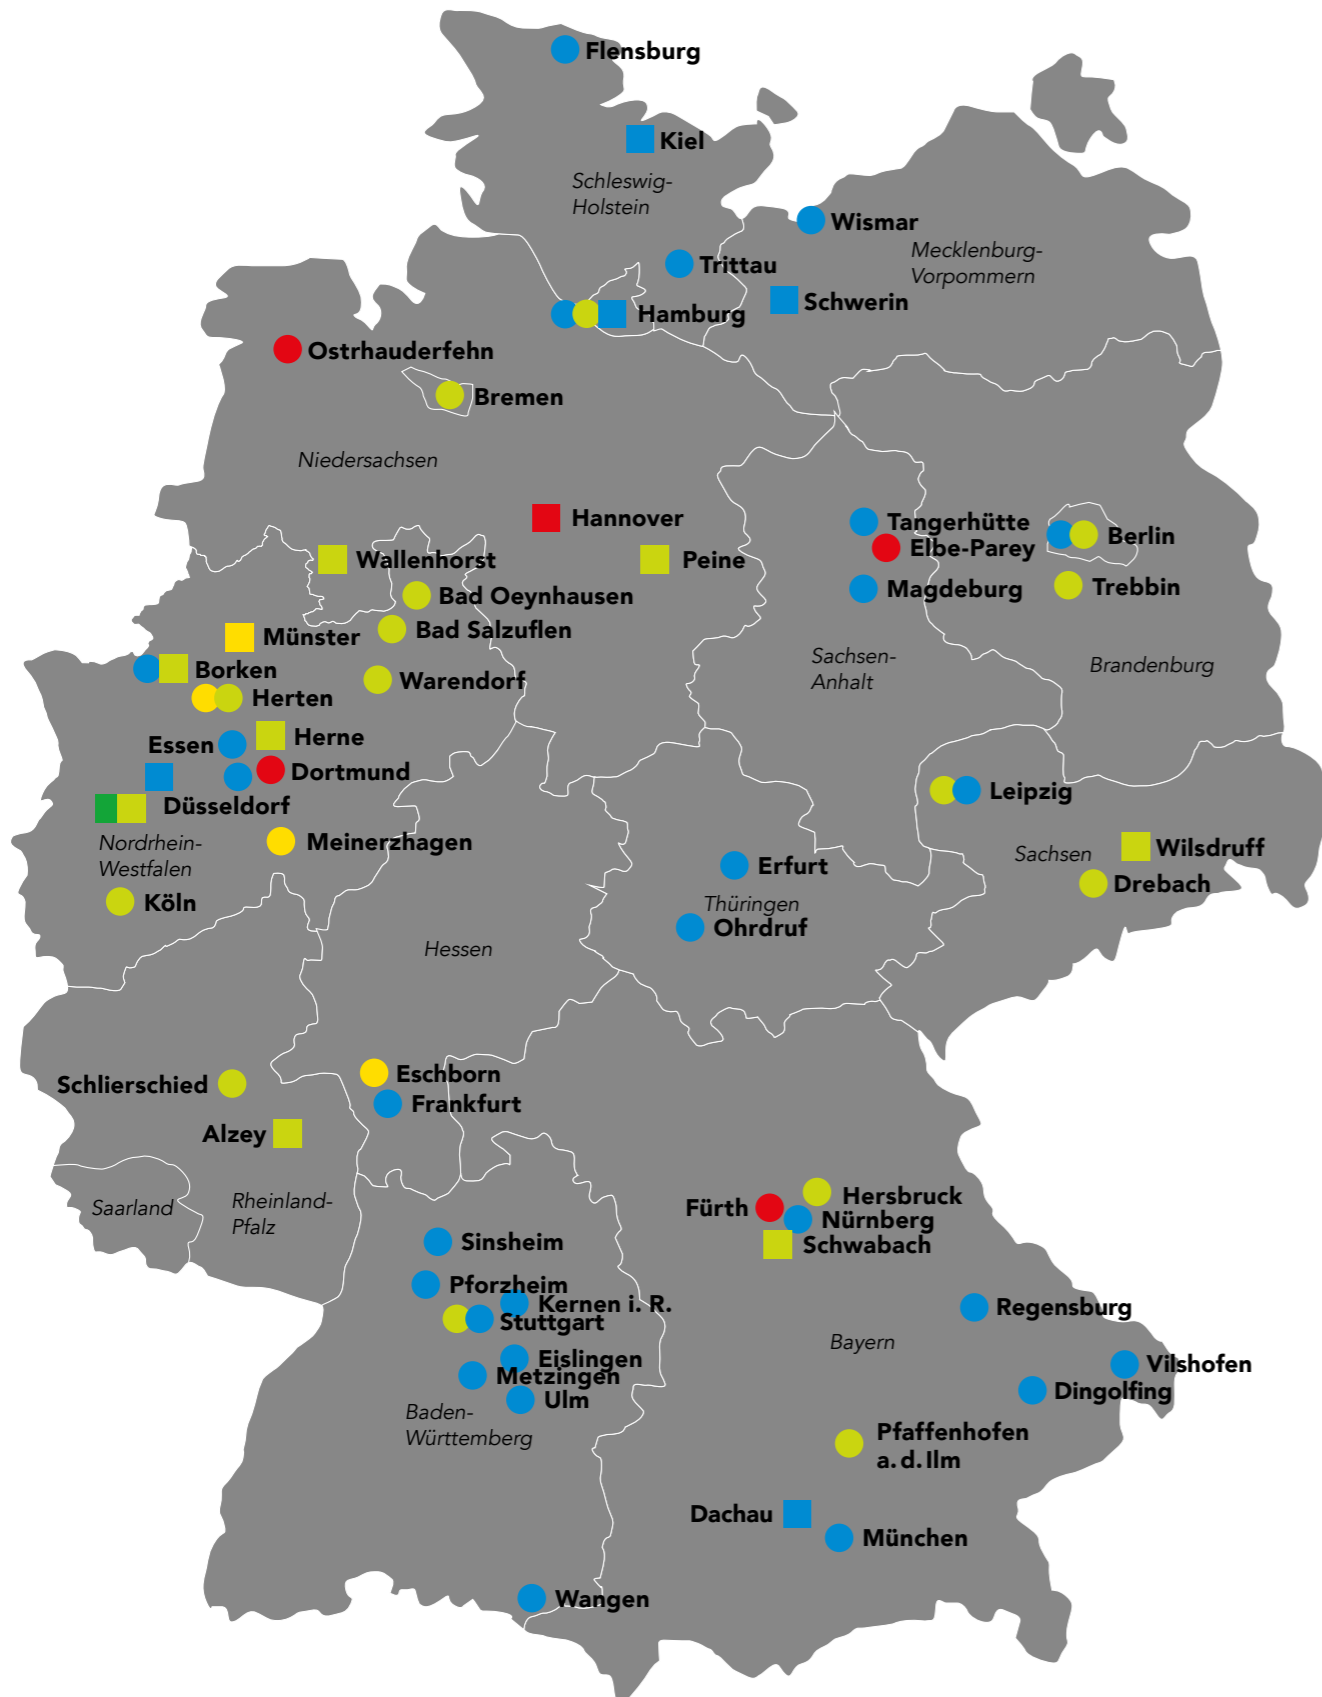 Flensburg
Kiel
Schleswig-
Holstein
Wismar
Mecklenburg-
Vorpommern
Trittau
Schwerin
Hamburg
Ostrhauderfehn
Bremen
Niedersachsen
Hannover
Tangerhütte
Elbe-Parey
Berlin
Wallenhorst
Peine
Magdeburg
Trebbin
Bad Oeynhausen
Bad Salzuflen
Münster
Sachsen-
Anhalt
Brandenburg
Borken
Warendorf
Herten
Herne
Essen
Dortmund
Düsseldorf
Leipzig
Nordrhein-
Westfalen
Meinerzhagen
Sachsen
Wilsdruff
Erfurt
Drebach
Köln
Thüringen
Ohrdruf
Hessen
Eschborn
Schlierschied
Frankfurt
Alzey
Saarland
Rheinland-
Pfalz
Hersbruck
Fürth
Nürnberg
Schwabach
Sinsheim
Pforzheim
Kernen i. R.
Stuttgart
Regensburg
Bayern
Eislingen
Metzingen
Vilshofen
Dingolfing
Ulm
Baden-
Württemberg
Pfaffenhofen
a. d. Ilm
Dachau
München
Wangen